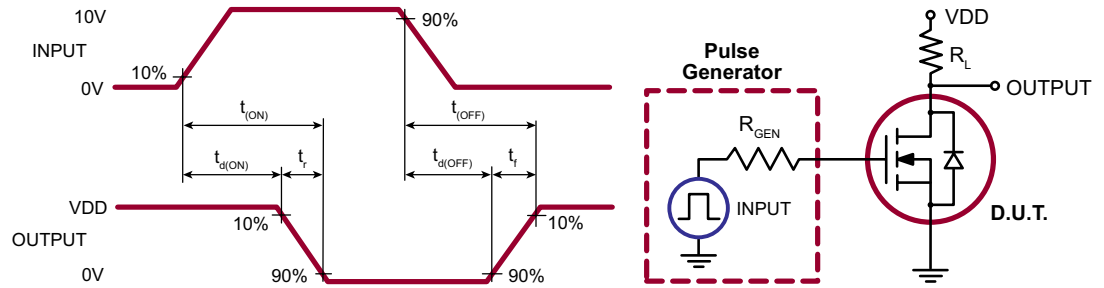 10V
INPUT
0V
10%
90%
t(ON)
t(OFF)
td(ON)
tr
td(OFF)
tf
VDD
OUTPUT
0V
10%
90%
90%
10%
Pulse
Generator
RGEN
INPUT
VDD
RL
OUTPUT
D.U.T.